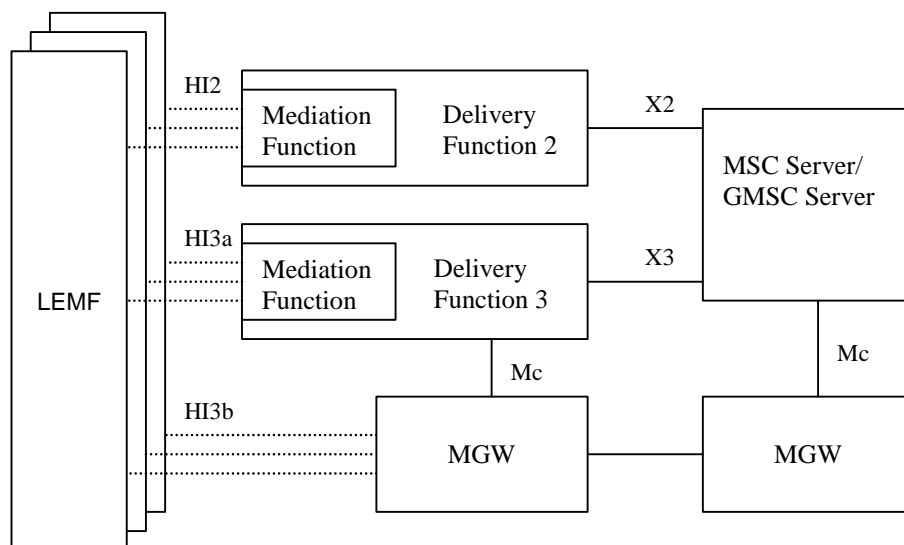 HI2
Mediation
Function
Delivery
Function 2
X2
MSC Server/
GMSC Server
HI3a
Mediation
Function
Delivery
Function 3
X3
LEMF
Mc
Mc
HI3b
MGW
MGW